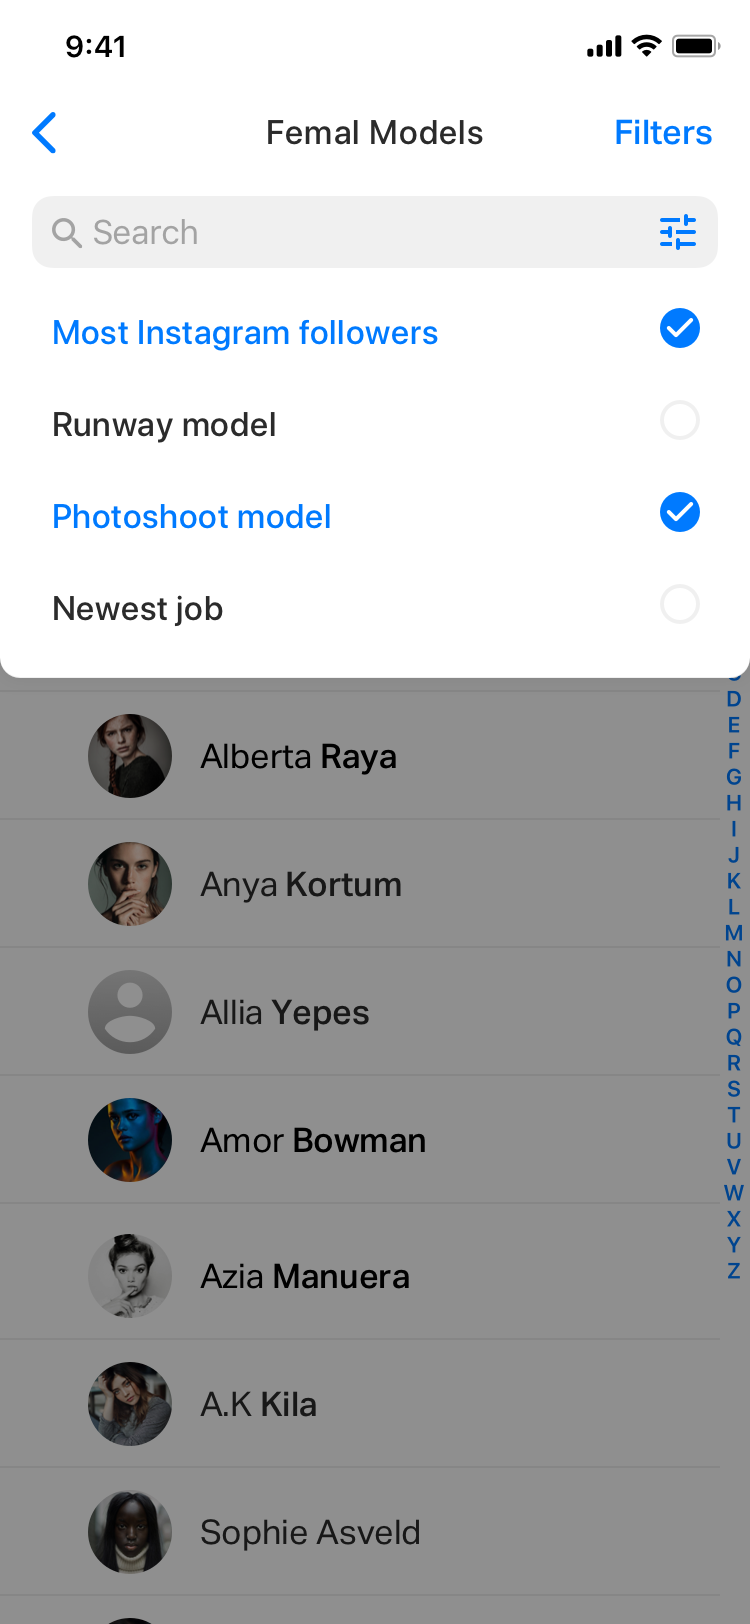 9:41
Femal Models
Filters
Search
Most Instagram followers
Runway model
Photoshoot model
Newest job
D
E
F
G
H
I
J
K
L
M
N
O
P
Q
R
S
T
U
V
W
X
Y
Z
Alberta Raya
Anya Kortum
Allia Yepes
Amor Bowman
Azia Manuera
A.K Kila
Sophie Asveld